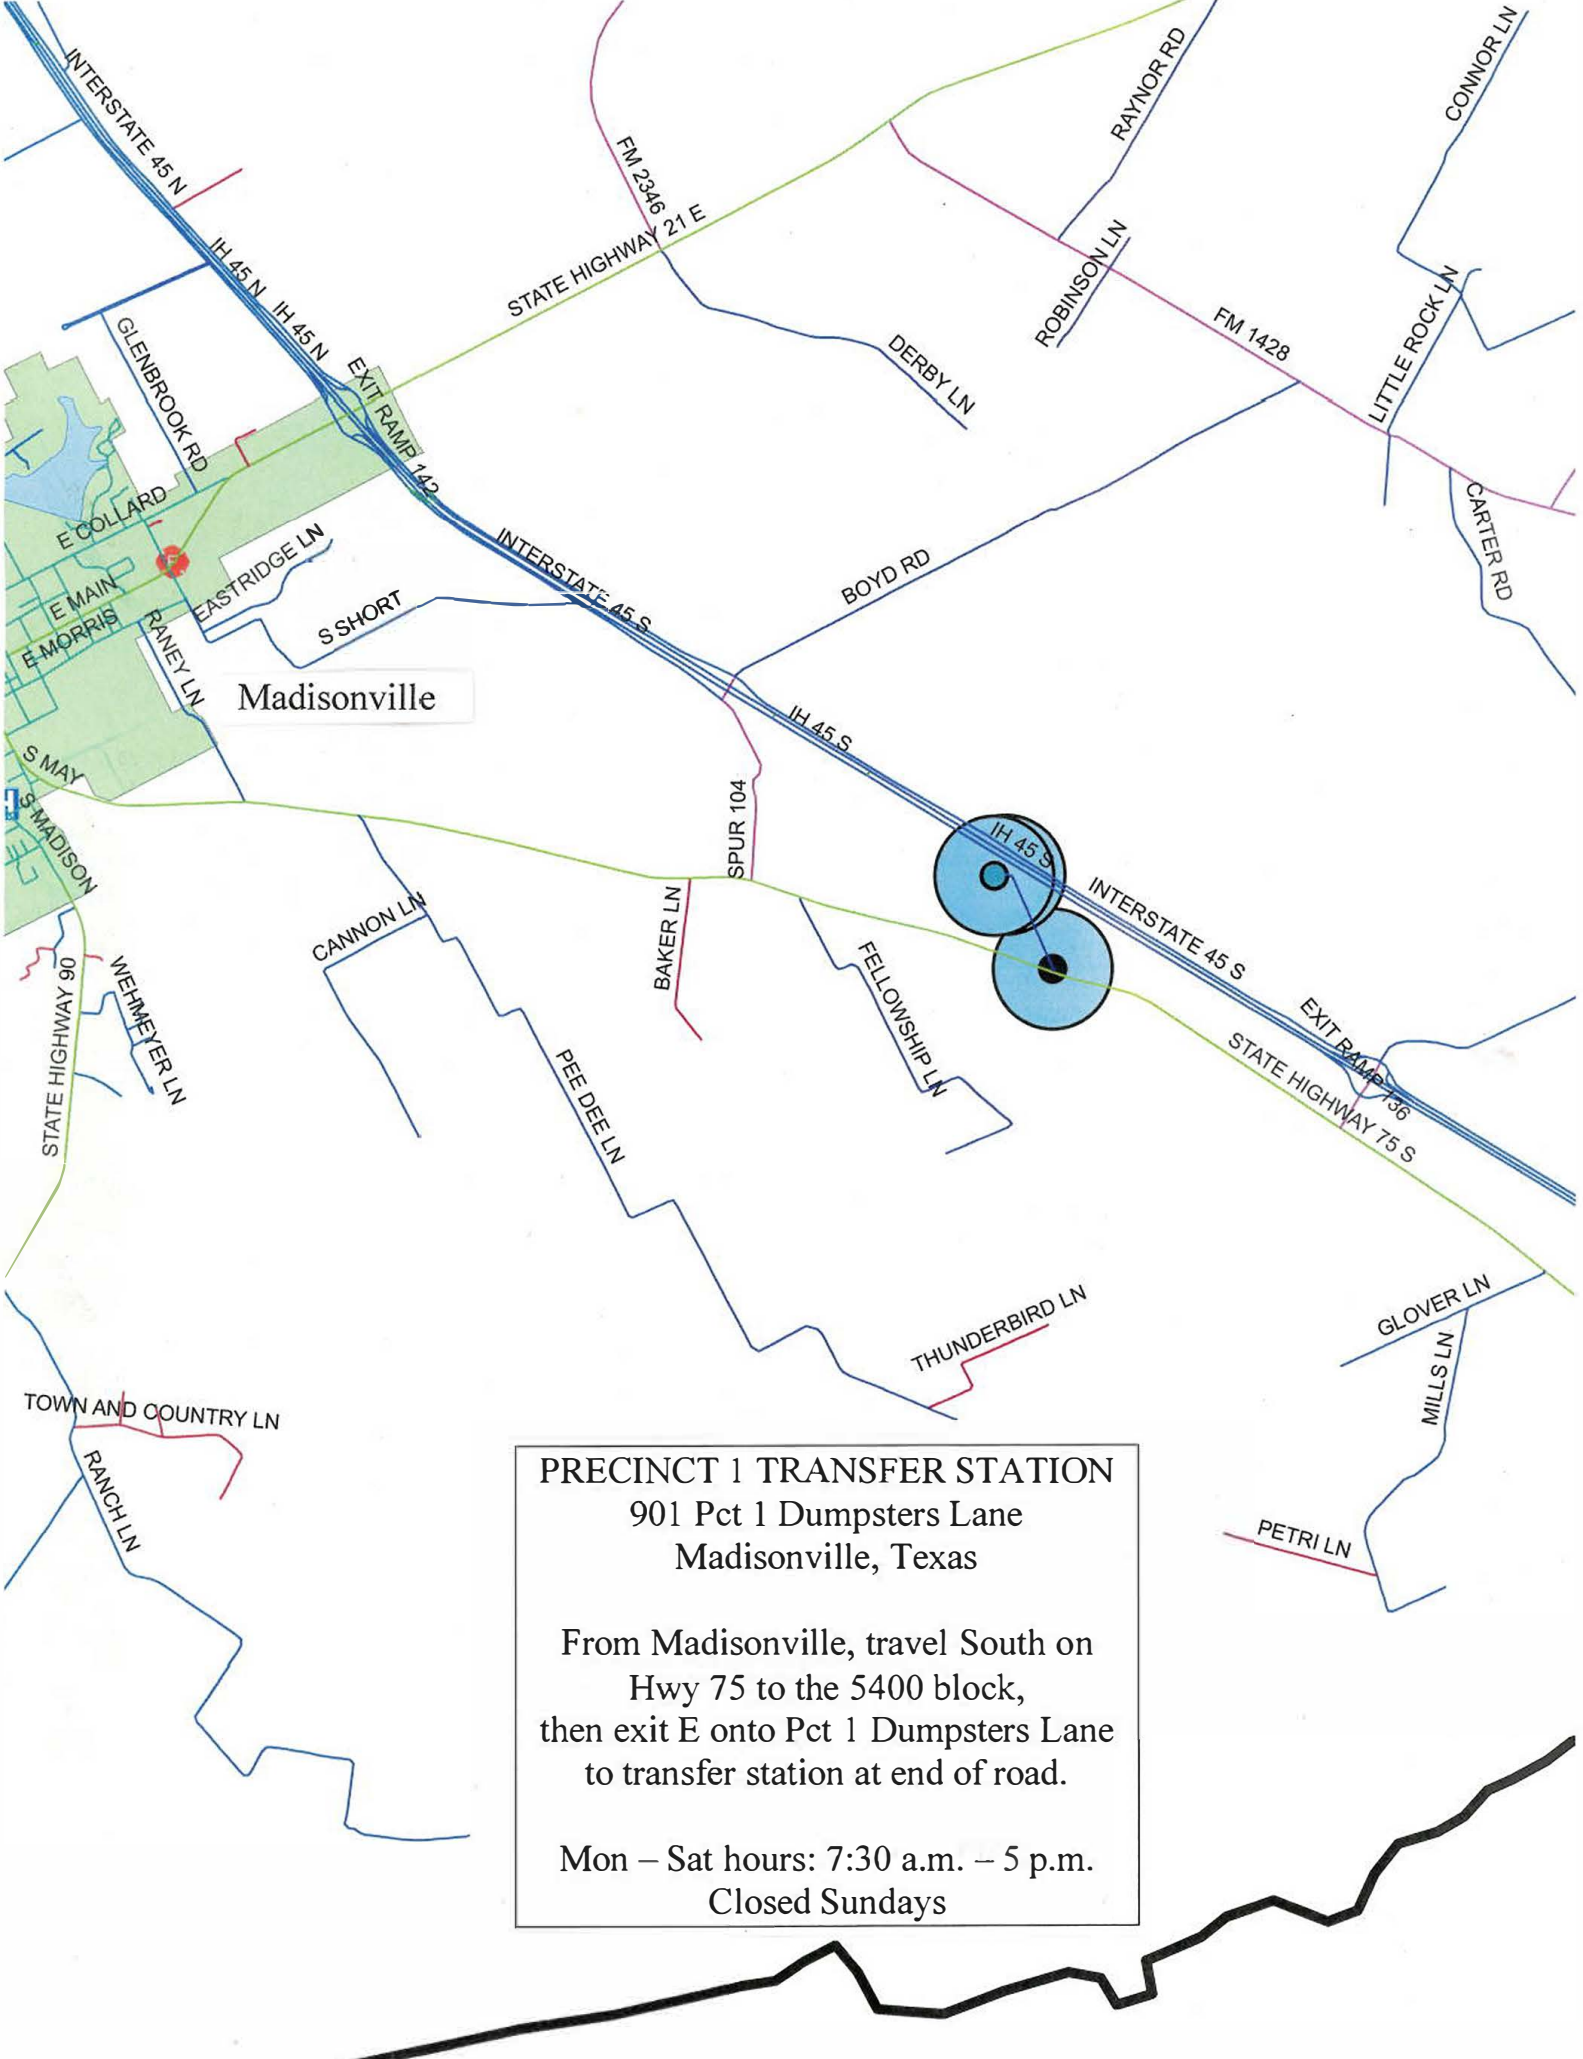 INTERSTATE 45 N
FM 2346
STATE HIGHWAY 21 E
RAYNOR RD
CONNOR LN
IH 45 N
IH 45 N
ROBINSON LN
FM 1428
LITTLE ROCK LN
GLENBROOK RD
EXIT RAMP 142
DERBY LN
CARTER RD
E COLLARD
F
E MAIN
E MORRIS
EASTRIDGE LN
RANEY LN
S SHORT
INTERSTATE 45 S
BOYD RD
Madisonville
IH 45 S
S MAY
H
S MADISON
SPUR 104
IH 45 S
BAKER LN
CANNON LN
INTERSTATE 45 S
FELLOWSHIP LN
STATE HIGHWAY 90
WEHMEYER LN
EXIT RAMP 136
STATE HIGHWAY 75 S
PEE DEE LN
THUNDERBIRD LN
GLOVER LN
MILLS LN
TOWN AND COUNTRY LN
RANCH LN
PETRI LN
PRECINCT 1 TRANSFER STATION
901 Pct 1 Dumpsters Lane
Madisonville, Texas
From Madisonville, travel South on
Hwy 75 to the 5400 block,
then exit E onto Pct 1 Dumpsters Lane
to transfer station at end of road.
Mon – Sat hours: 7:30 a.m. – 5 p.m.
Closed Sundays